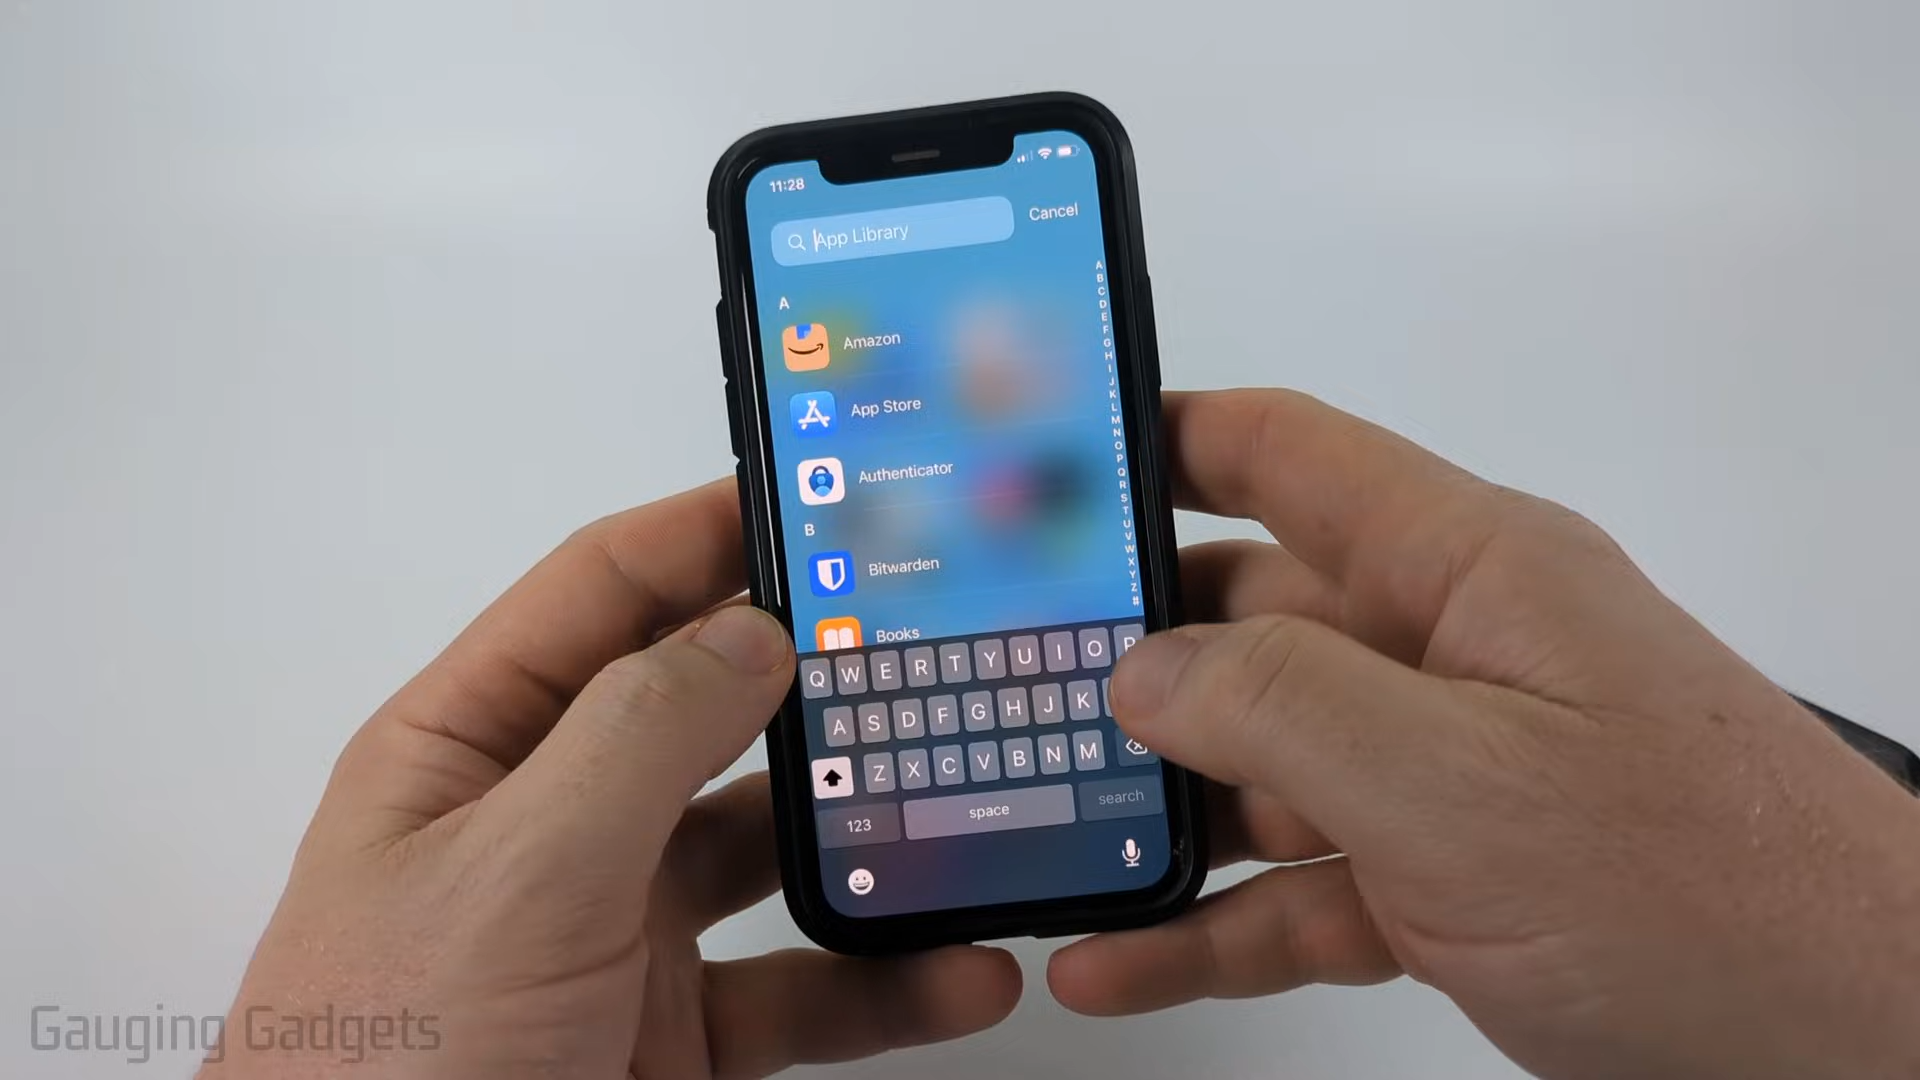 11:28
App Library
Cancel
A
Amazon
App Store
Authenticator
B
Bitwarden
Books
A
B
C
D
E
F
G
H
I
J
K
L
M
N
O
P
Q
R
S
T
U
V
W
X
Y
Z
#
Q W E R T Y U I O P
A S D F G H J K
Z X C V B N M
123 space search
Gauging Gadgets